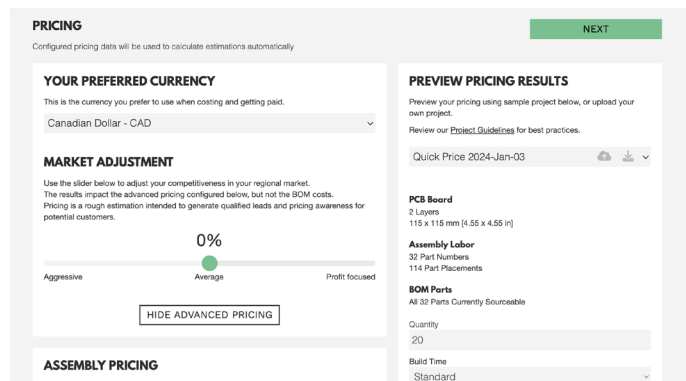 PRICING
NEXT
Configured pricing data will be used to calculate estimations automatically
YOUR PREFERRED CURRENCY
This is the currency you prefer to use when costing and getting paid.
Canadian Dollar - CAD
MARKET ADJUSTMENT
Use the slider below to adjust your competitiveness in your regional market.
The results impact the advanced pricing configured below, but not the BOM costs.
Pricing is a rough estimation intended to generate qualified leads and pricing awareness for
potential customers.
0%
Aggressive Average Profit focused
HIDE ADVANCED PRICING
ASSEMBLY PRICING
PREVIEW PRICING RESULTS
Preview your pricing using sample project below, or upload your
own project.
Review our Project Guidelines for best practices.
Quick Price 2024-Jan-03
PCB Board
2 Layers
115 x 115 mm [4.55 x 4.55 in]
Assembly Labor
32 Part Numbers
114 Part Placements
BOM Parts
All 32 Parts Currently Sourceable
Quantity
20
Build Time
Standard